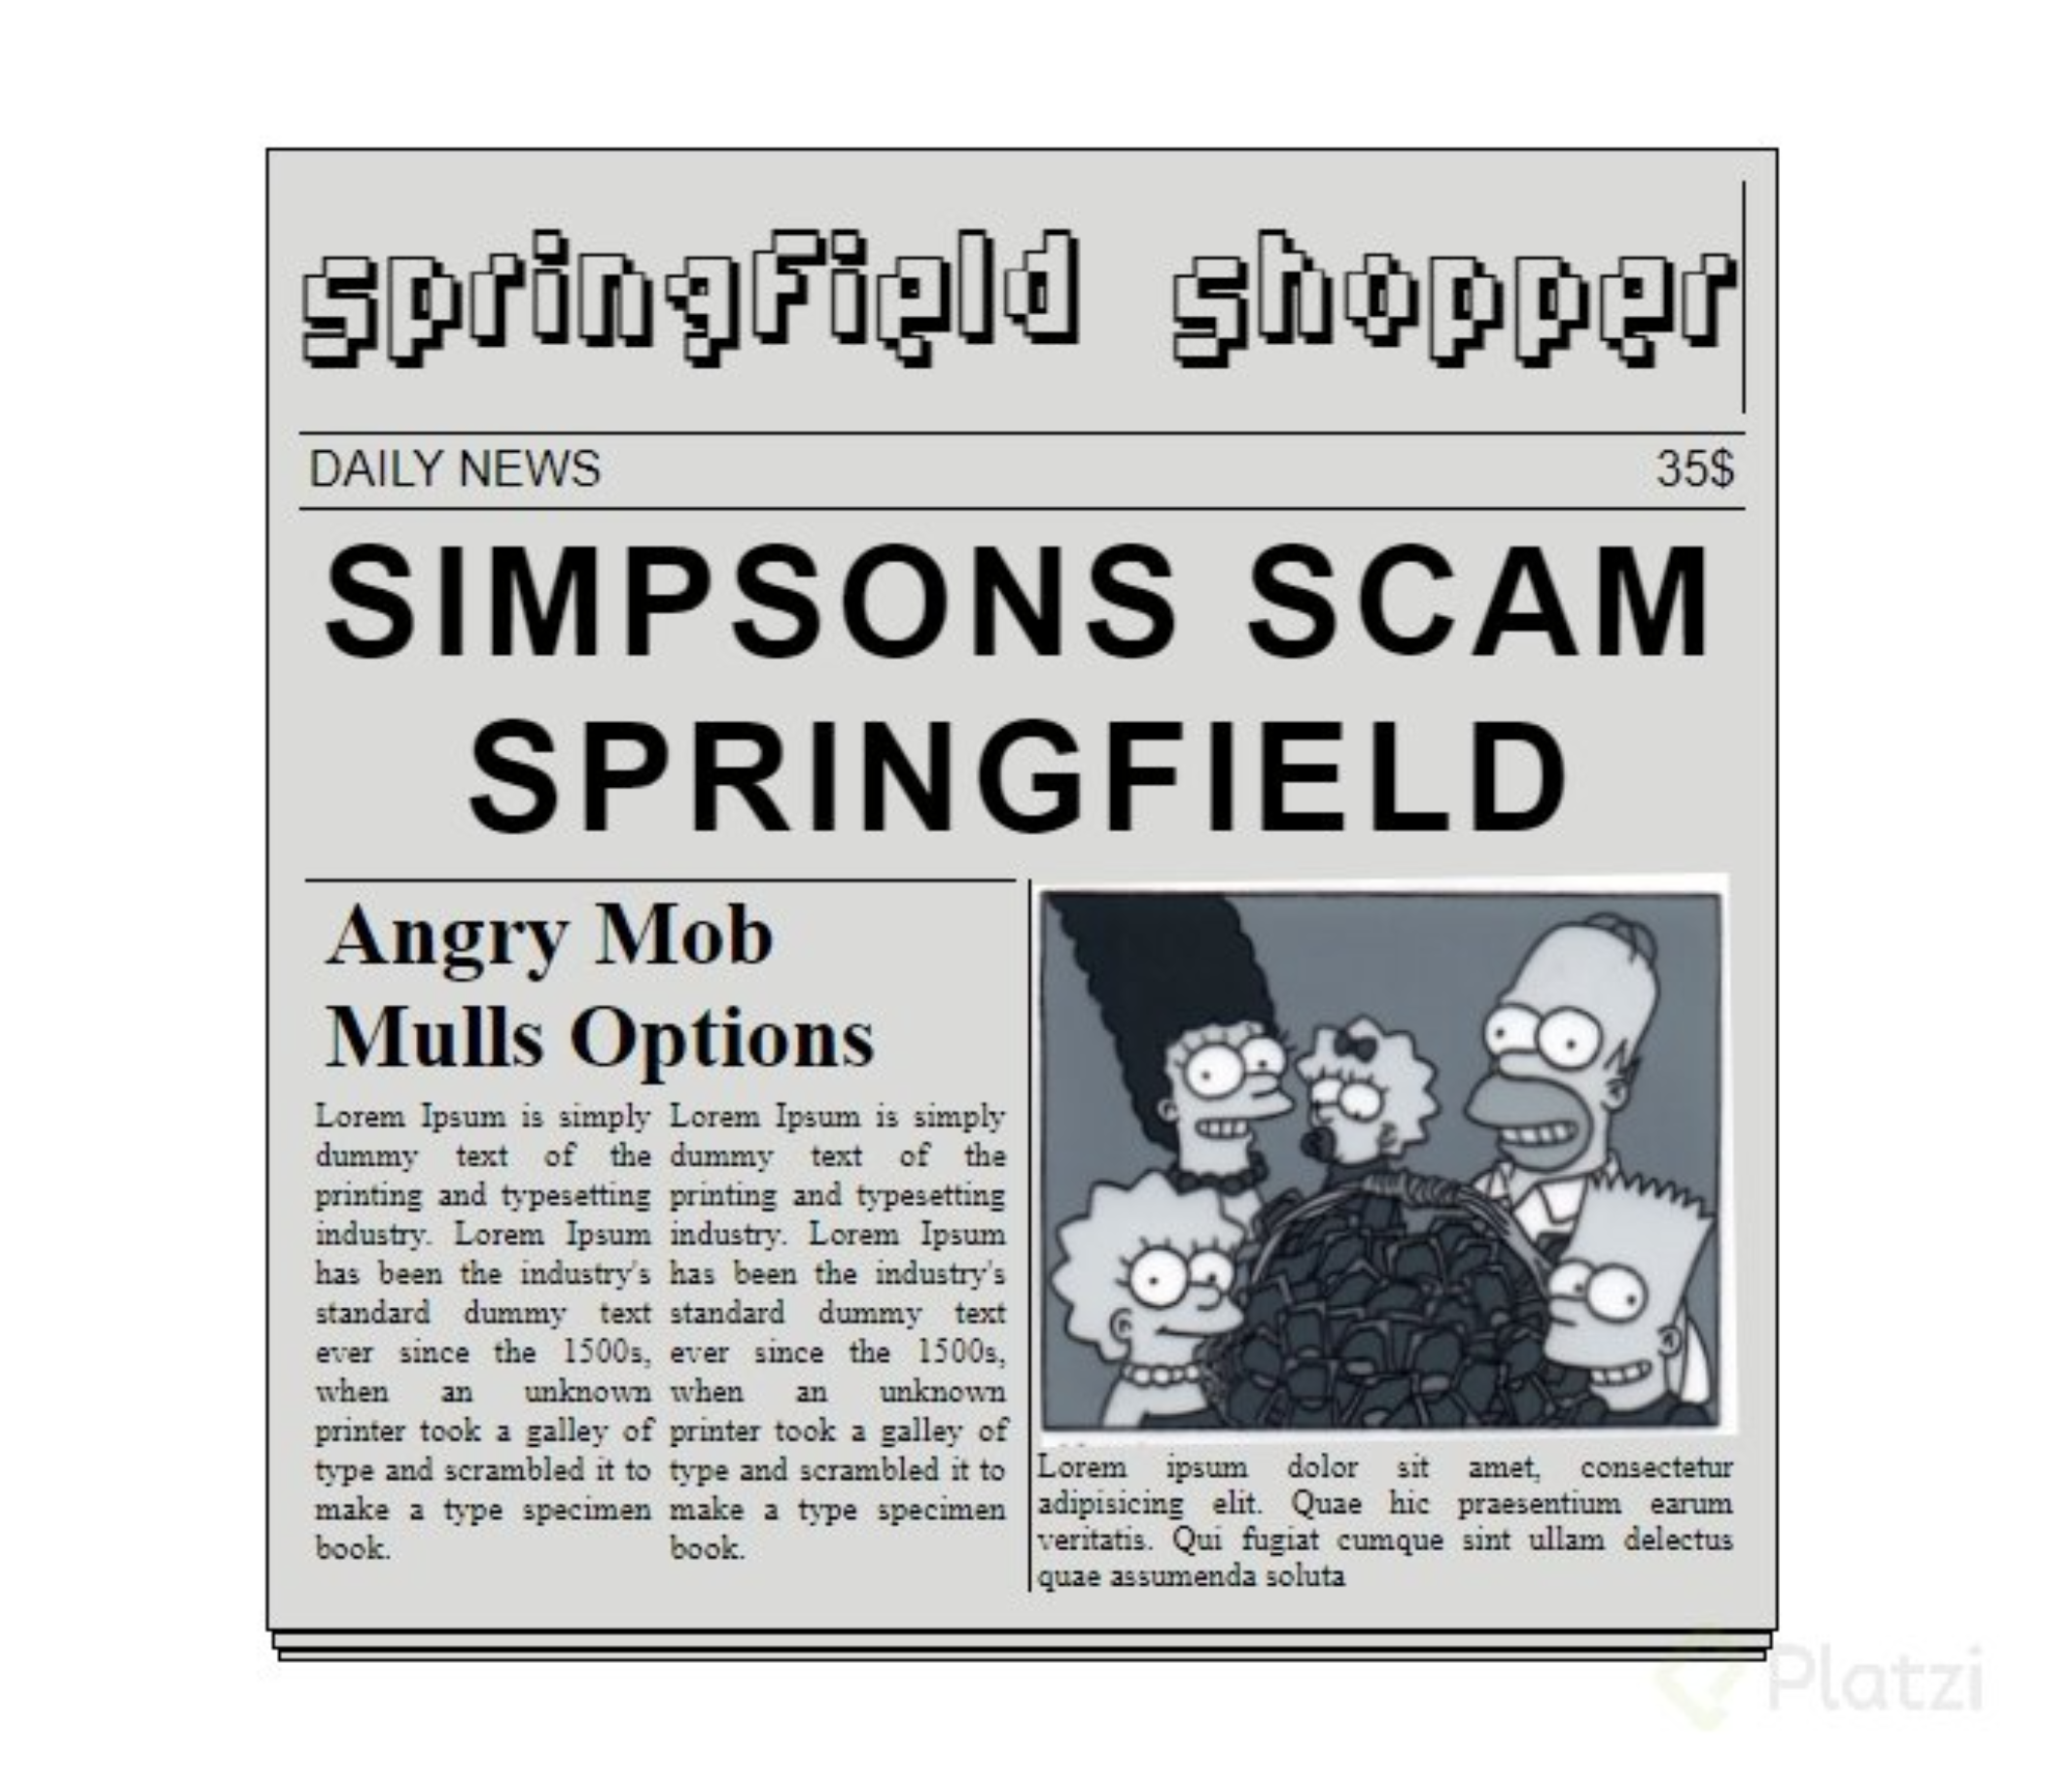 springfield shopper
DAILY NEWS 35$
SIMPSONS SCAM
SPRINGFIELD
Angry Mob
Mulls Options
Lorem Ipsum is simply
dummy text of the
printing and typesetting
industry. Lorem Ipsum
has been the industry's
standard dummy text
ever since the 1500s,
when an unknown
printer took a galley of
type and scrambled it to
make a type specimen
book.
Lorem Ipsum is simply
dummy text of the
printing and typesetting
industry. Lorem Ipsum
has been the industry's
standard dummy text
ever since the 1500s,
when an unknown
printer took a galley of
type and scrambled it to
make a type specimen
book.
Lorem ipsum dolor sit amet, consectetur
adipisicing elit. Quae hic praesentium earum
veritatis. Qui fugiat cumque sint ullam delectus
quae assumenda soluta
Platzi